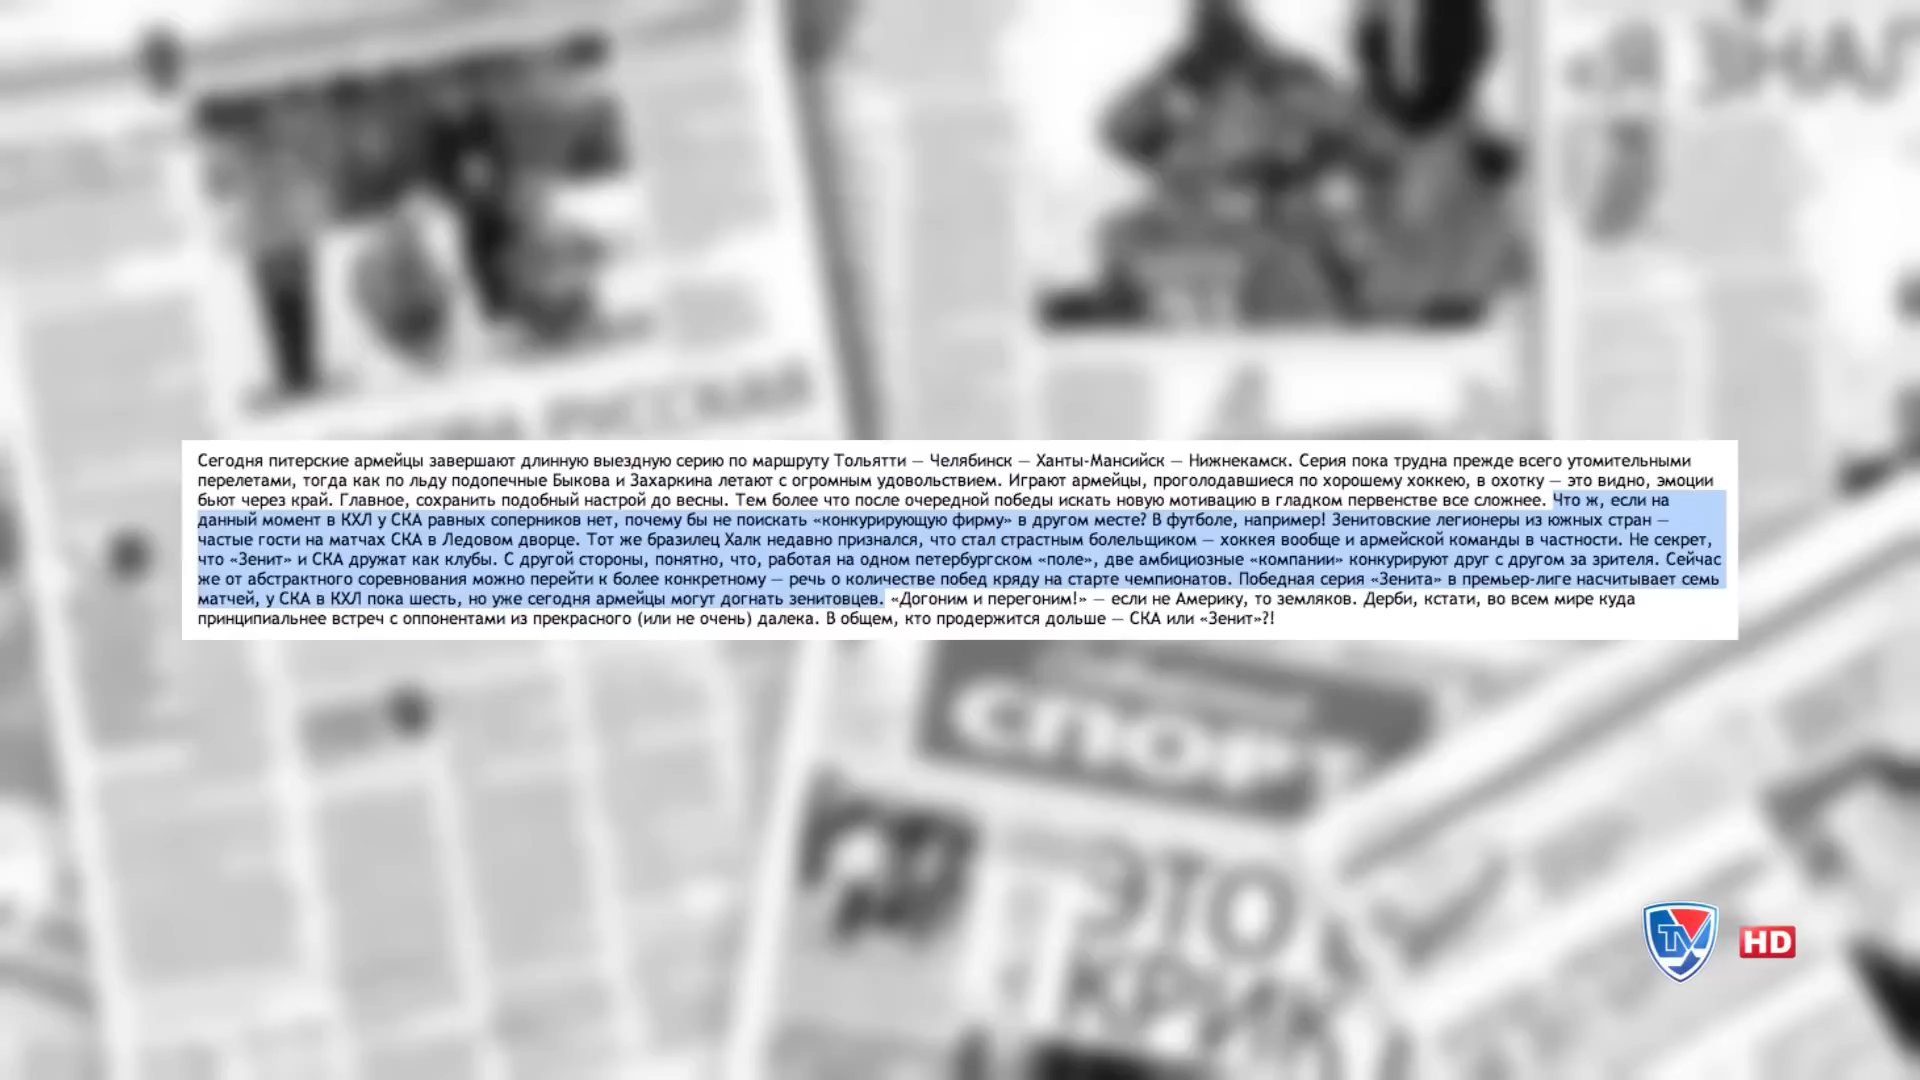 «Я ЗНАЛ
РУССКАЯ
Сегодня питерские армейцы завершают длинную выездную серию по маршруту Тольятти — Челябинск — Ханты-Мансийск — Нижнекамск. Серия пока трудна прежде всего утомительными
перелетами, тогда как по льду подопечные Быкова и Захаркина летают с огромным удовольствием. Играют армейцы, проголодавшиеся по хорошему хоккею, в охотку — это видно, эмоции
бьют через край. Главное, сохранить подобный настрой до весны. Тем более что после очередной победы искать новую мотивацию в гладком первенстве все сложнее. Что ж, если на
данный момент в КХЛ у СКА равных соперников нет, почему бы не поискать «конкурирующую фирму» в другом месте? В футболе, например! Зенитовские легионеры из южных стран —
частые гости на матчах СКА в Ледовом дворце. Тот же бразилец Халк недавно признался, что стал страстным болельщиком — хоккея вообще и армейской команды в частности. Не секрет,
что «Зенит» и СКА дружат как клубы. С другой стороны, понятно, что, работая на одном петербургском «поле», две амбициозные «компании» конкурируют друг с другом за зрителя. Сейчас
же от абстрактного соревнования можно перейти к более конкретному — речь о количестве побед кряду на старте чемпионатов. Победная серия «Зенита» в премьер-лиге насчитывает семь
матчей, у СКА в КХЛ пока шесть, но уже сегодня армейцы могут догнать зенитовцев. «Догоним и перегоним!» — если не Америку, то земляков. Дерби, кстати, во всем мире куда
принципиальнее встреч с оппонентами из прекрасного (или не очень) далека. В общем, кто продержится дольше — СКА или «Зенит»?!
СПОРТ
ЭТО
КРИК
TV HD